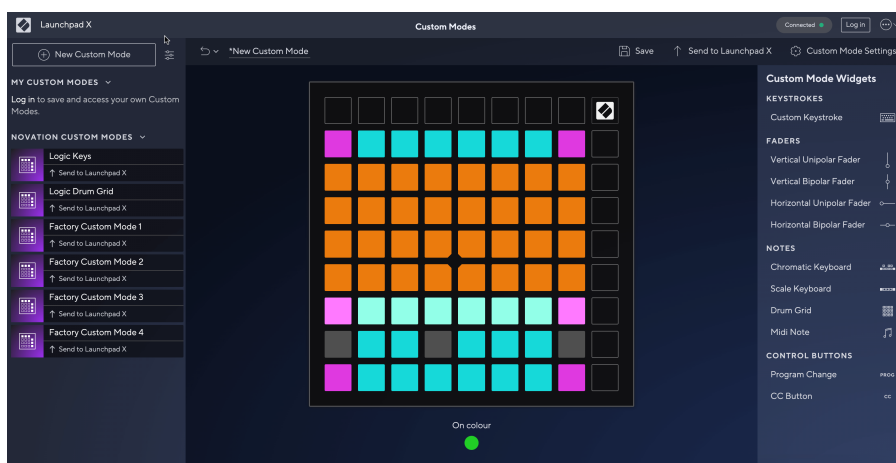 Launchpad X
Custom Modes
Connected
Log in
New Custom Mode
*New Custom Mode
Save
Send to Launchpad X
Custom Mode Settings
MY CUSTOM MODES
Log in to save and access your own Custom
Modes.
NOVATION CUSTOM MODES
Logic Keys
Send to Launchpad X
Logic Drum Grid
Send to Launchpad X
Factory Custom Mode 1
Send to Launchpad X
Factory Custom Mode 2
Send to Launchpad X
Factory Custom Mode 3
Send to Launchpad X
Factory Custom Mode 4
Send to Launchpad X
On colour
Custom Mode Widgets
KEYSTROKES
Custom Keystroke
FADERS
Vertical Unipolar Fader
Vertical Bipolar Fader
Horizontal Unipolar Fader
Horizontal Bipolar Fader
NOTES
Chromatic Keyboard
Scale Keyboard
Drum Grid
Midi Note
CONTROL BUTTONS
Program Change
PROG
CC Button
CC